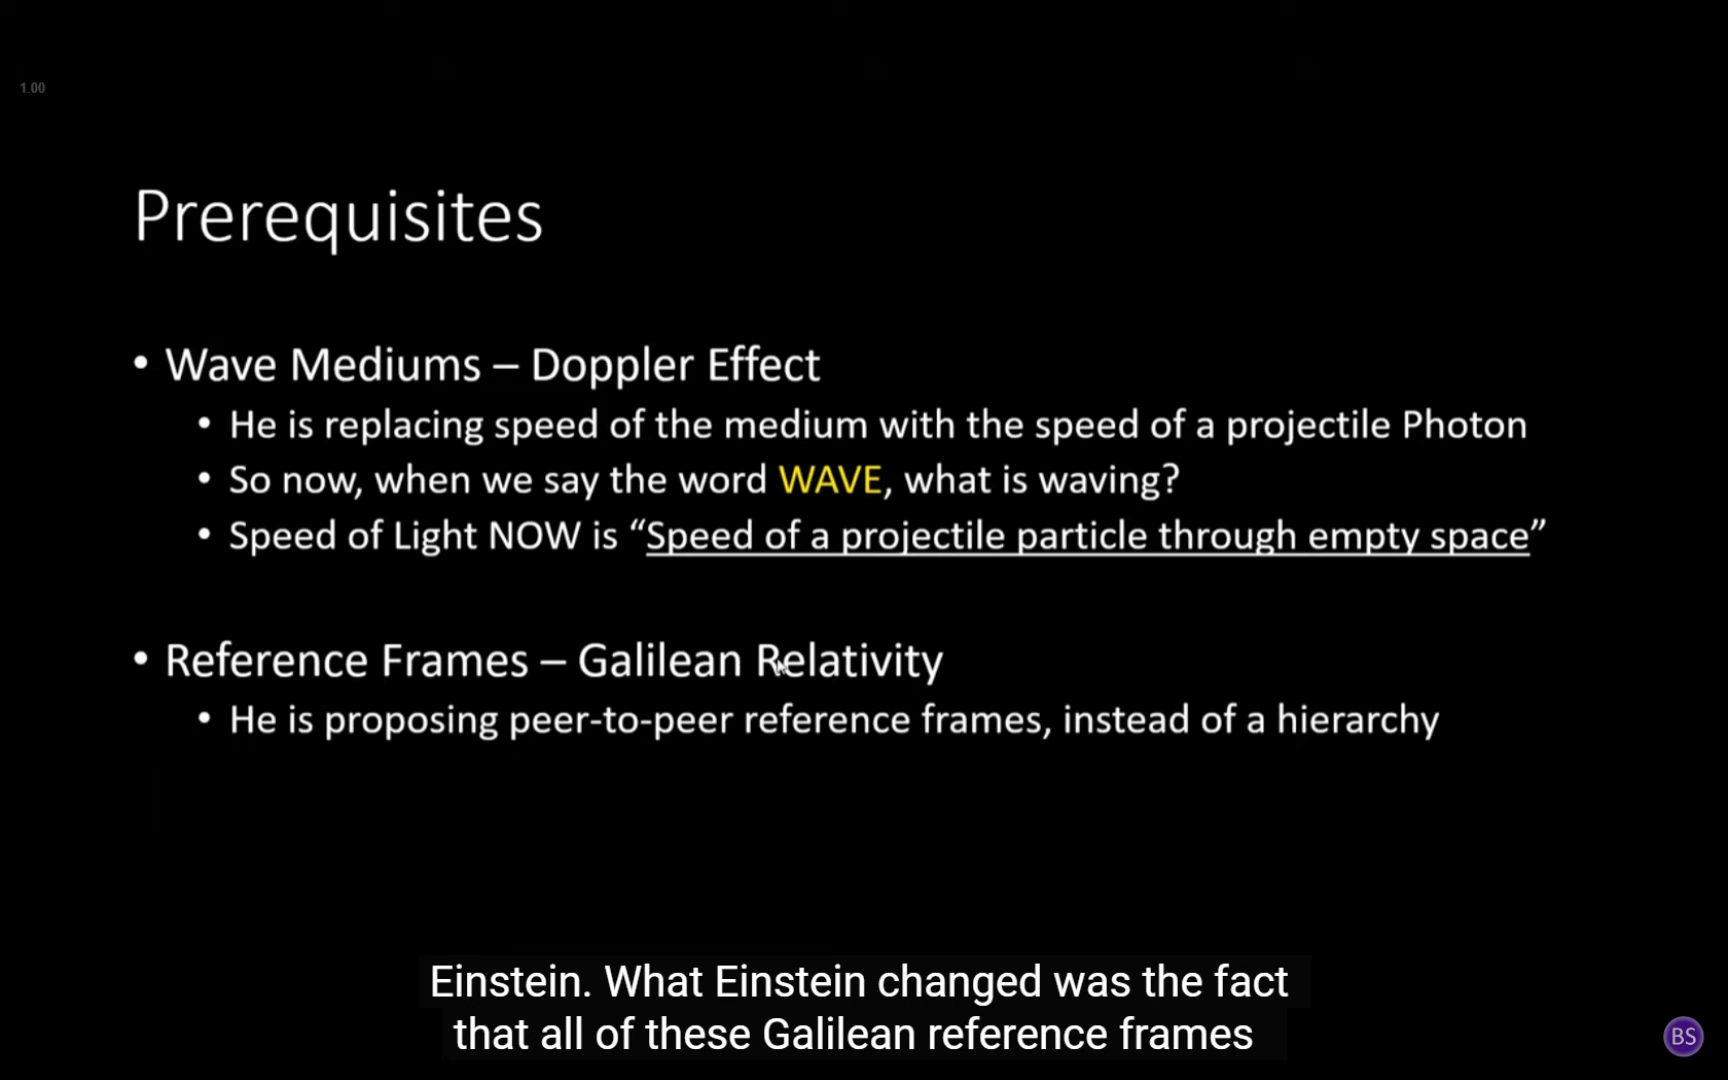 1.00
Prerequisites
• Wave Mediums – Doppler Effect
• He is replacing speed of the medium with the speed of a projectile Photon
• So now, when we say the word WAVE, what is waving?
• Speed of Light NOW is “Speed of a projectile particle through empty space”
• Reference Frames – Galilean Relativity
• He is proposing peer-to-peer reference frames, instead of a hierarchy
Einstein. What Einstein changed was the fact
that all of these Galilean reference frames
BS